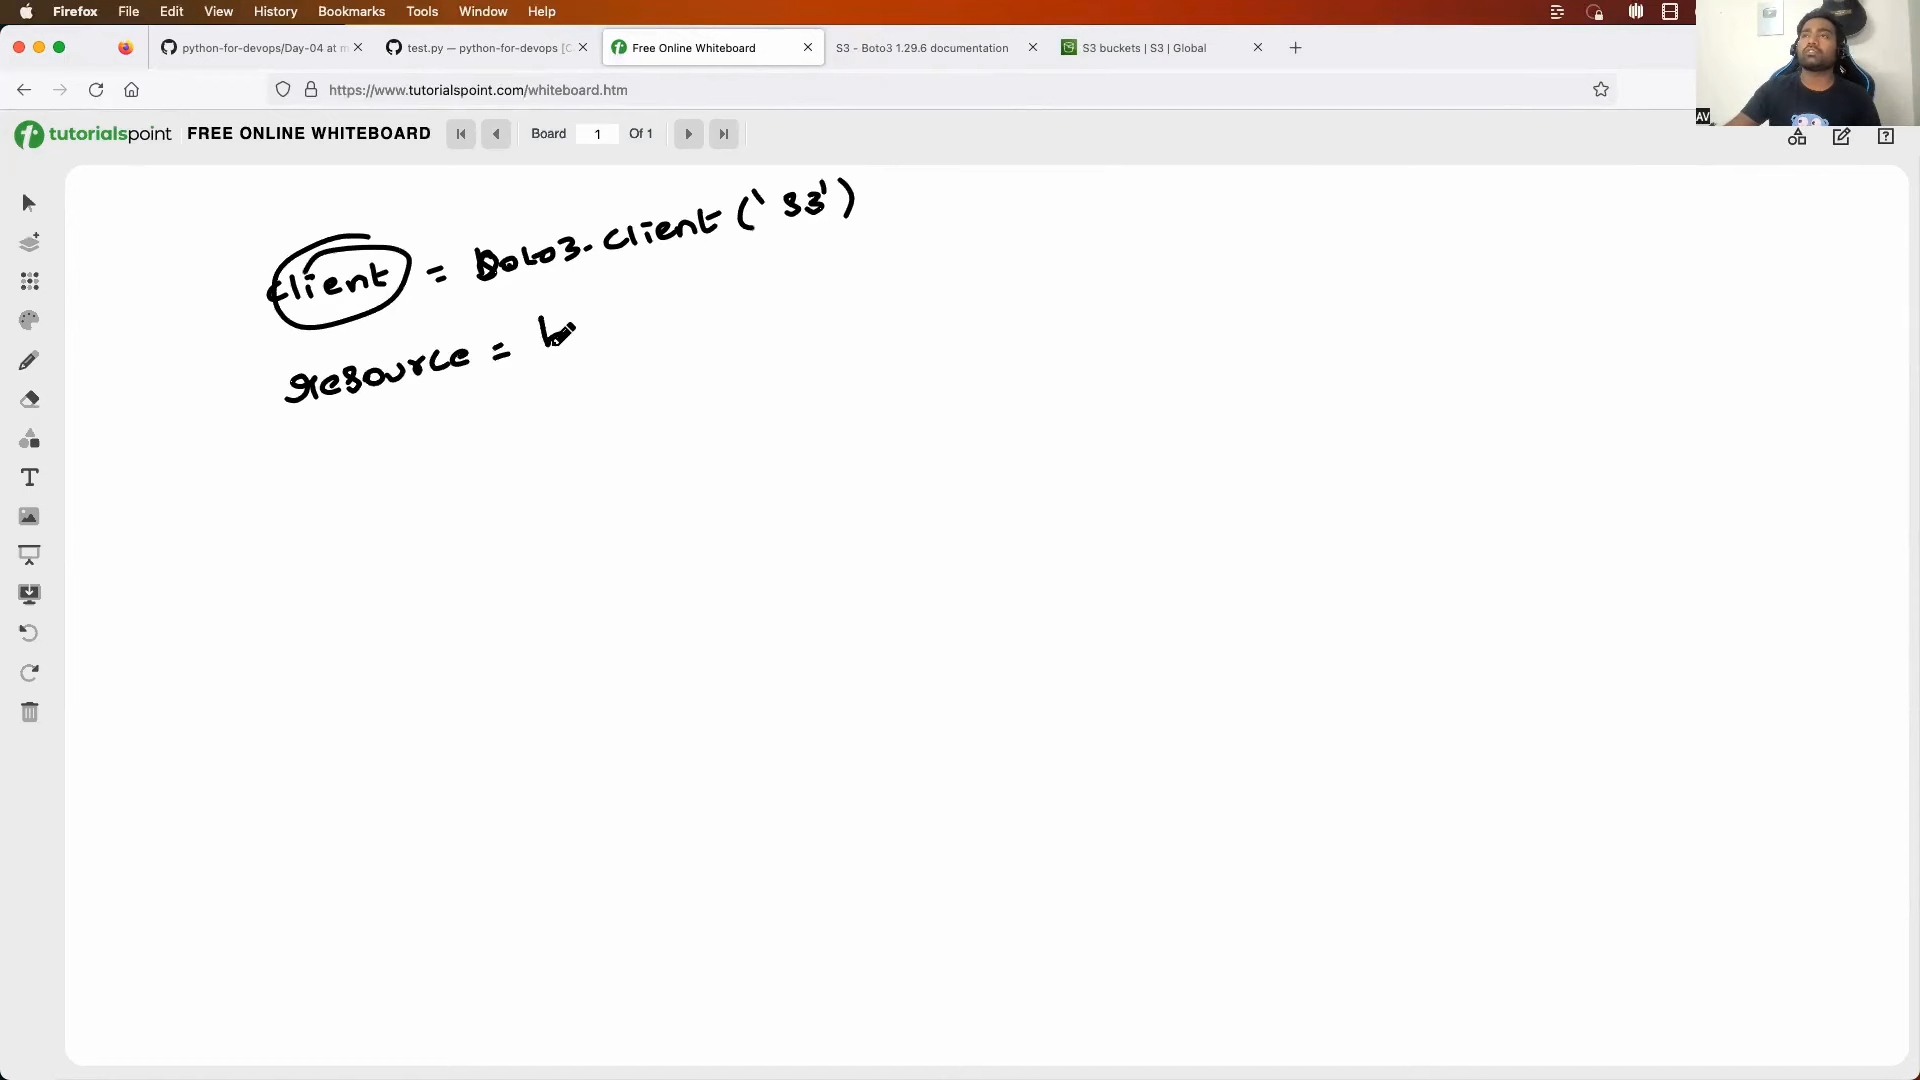 Firefox File Edit View History Bookmarks Tools Window Help
python-for-devops/Day-04 at m test.py — python-for-devops [C Free Online Whiteboard S3 - Boto3 1.29.6 documentation S3 buckets | S3 | Global
https://www.tutorialspoint.com/whiteboard.htm
AV
tutorialspoint FREE ONLINE WHITEBOARD Board 1 Of 1
client = Boto3.client('S3')
resource = b
T